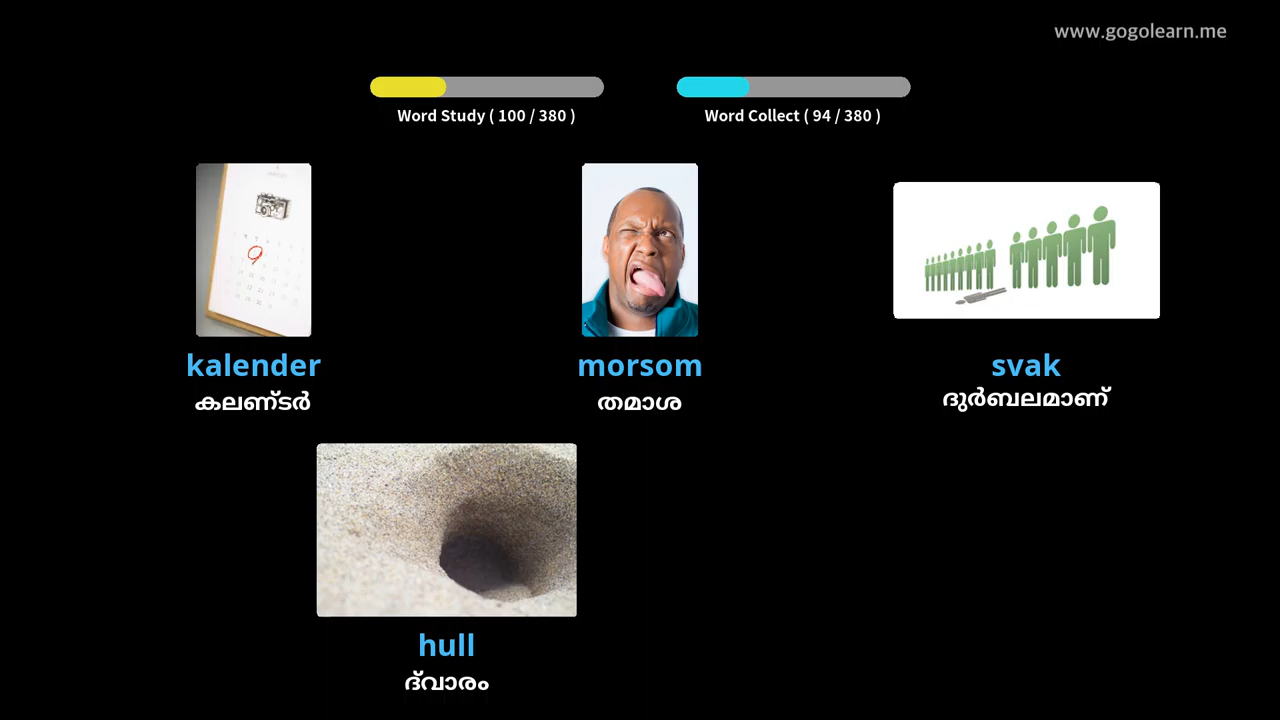 www.gogolearn.me
Word Study ( 100 / 380 )
Word Collect ( 94 / 380 )
kalender
കലണ്ടർ
morsom
തമാശ
svak
ദുർബലമാണ്
hull
ദ്വാരം